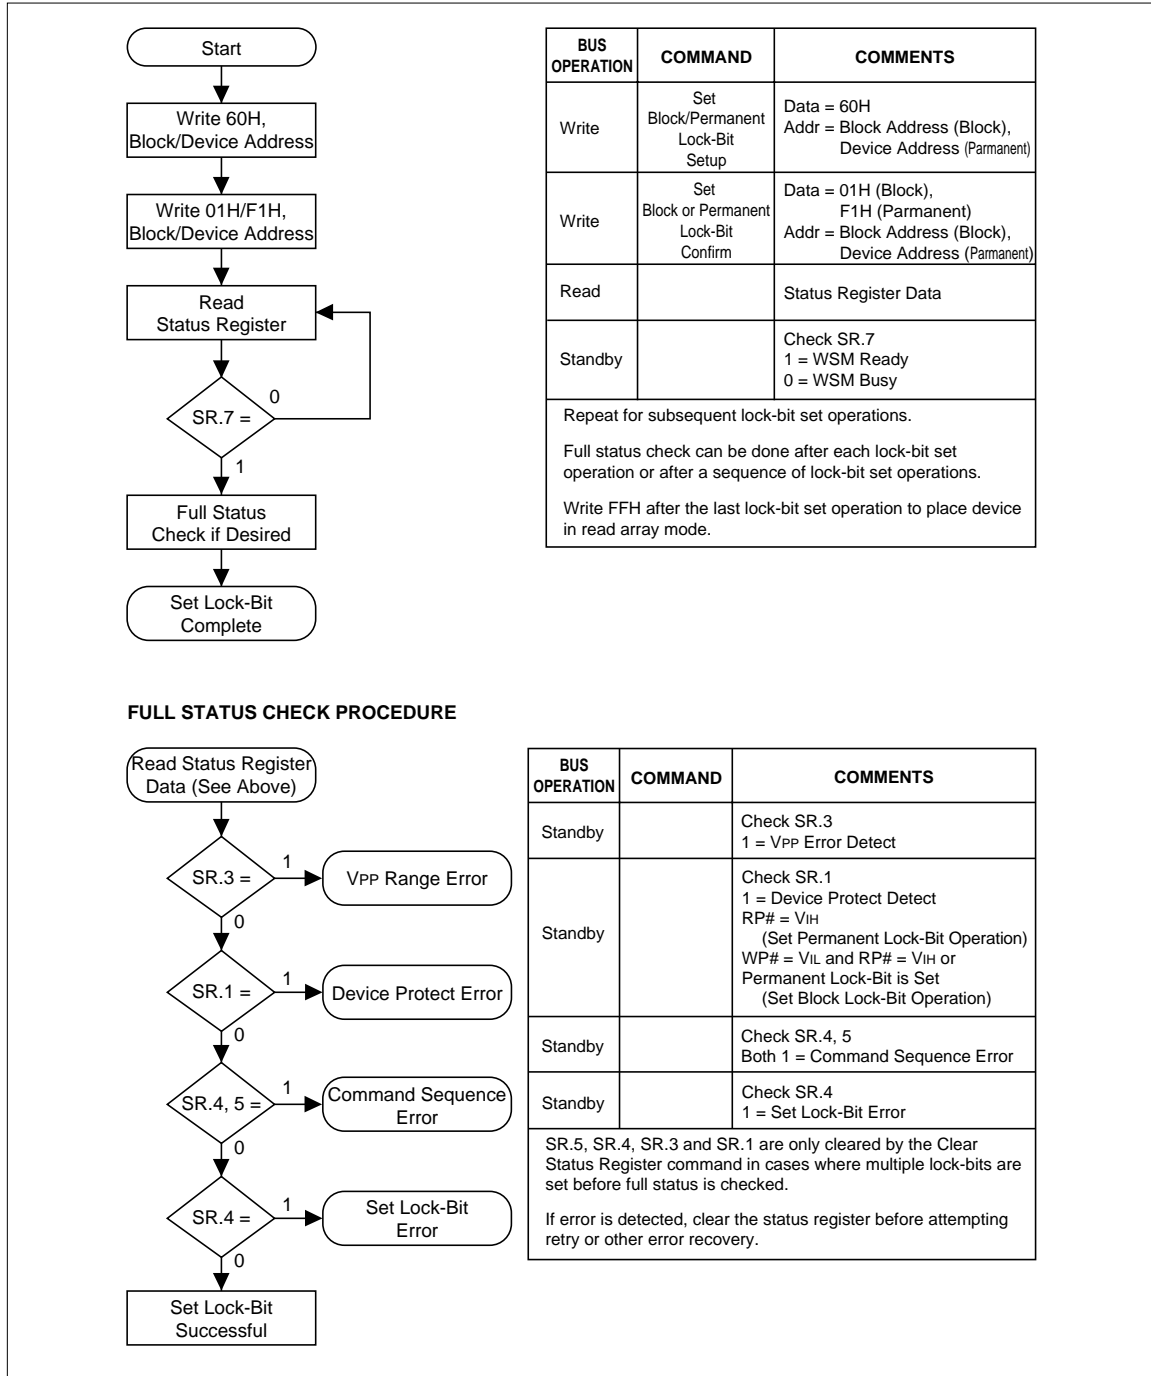 Start
Write 60H,
Block/Device Address
Write 01H/F1H,
Block/Device Address
Read
Status Register
SR.7 =
0
1
Full Status
Check if Desired
Set Lock-Bit
Complete
BUS
OPERATION
COMMAND
COMMENTS
Write
Set
Block/Permanent
Lock-Bit
Setup
Data = 60H
Addr = Block Address (Block),
Device Address (Parmanent)
Write
Set
Block or Permanent
Lock-Bit
Confirm
Data = 01H (Block),
F1H (Parmanent)
Addr = Block Address (Block),
Device Address (Parmanent)
Read
Status Register Data
Standby
Check SR.7
1 = WSM Ready
0 = WSM Busy
Repeat for subsequent lock-bit set operations.
Full status check can be done after each lock-bit set
operation or after a sequence of lock-bit set operations.
Write FFH after the last lock-bit set operation to place device
in read array mode.
FULL STATUS CHECK PROCEDURE
Read Status Register
Data (See Above)
SR.3 =
1
VPP Range Error
0
SR.1 =
1
Device Protect Error
0
SR.4, 5 =
1
Command Sequence
Error
0
SR.4 =
1
Set Lock-Bit
Error
0
Set Lock-Bit
Successful
BUS
OPERATION
COMMAND
COMMENTS
Standby
Check SR.3
1 = VPP Error Detect
Standby
Check SR.1
1 = Device Protect Detect
RP# = VIH
(Set Permanent Lock-Bit Operation)
WP# = VIL and RP# = VIH or
Permanent Lock-Bit is Set
(Set Block Lock-Bit Operation)
Standby
Check SR.4, 5
Both 1 = Command Sequence Error
Standby
Check SR.4
1 = Set Lock-Bit Error
SR.5, SR.4, SR.3 and SR.1 are only cleared by the Clear
Status Register command in cases where multiple lock-bits are
set before full status is checked.
If error is detected, clear the status register before attempting
retry or other error recovery.